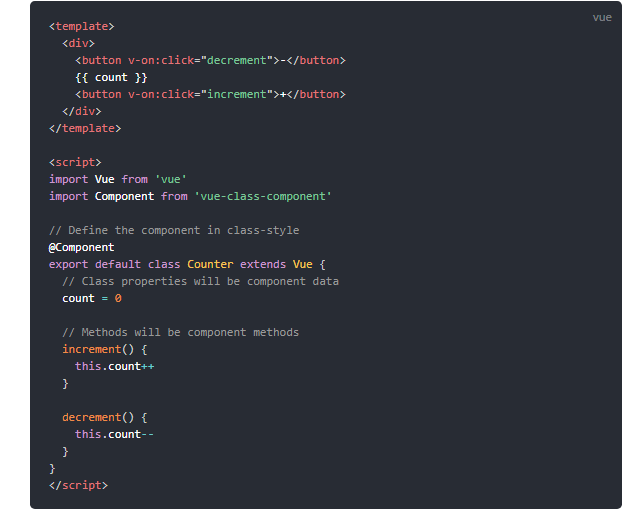 vue
<template>
  <div>
    <button v-on:click="decrement">-</button>
    {{ count }}
    <button v-on:click="increment">+</button>
  </div>
</template>

<script>
import Vue from 'vue'
import Component from 'vue-class-component'

// Define the component in class-style
@Component
export default class Counter extends Vue {
  // Class properties will be component data
  count = 0

  // Methods will be component methods
  increment() {
    this.count++
  }

  decrement() {
    this.count--
  }
}
</script>